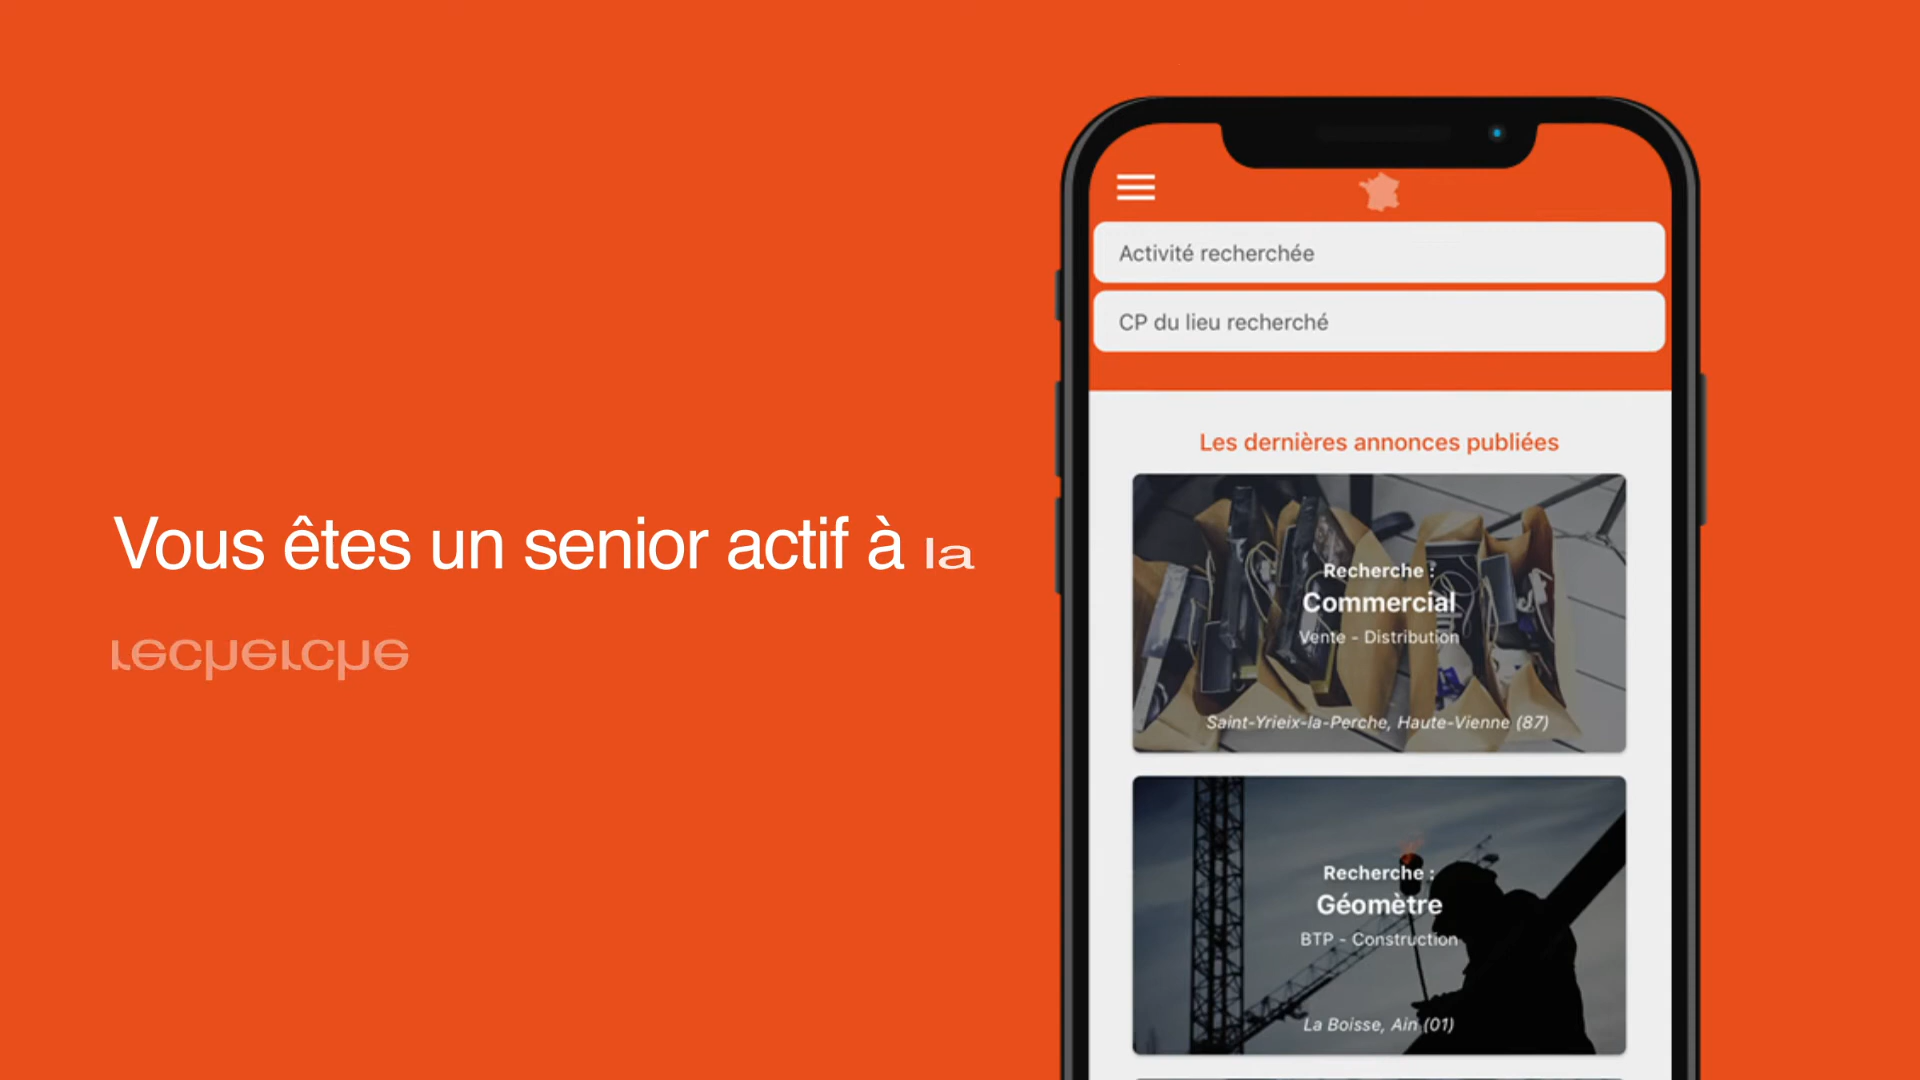 Vous êtes un senior actif à la
recherche
Activité recherchée
CP du lieu recherché
Les dernières annonces publiées
Recherche :
Commercial
Vente - Distribution
Saint-Yrieix-la-Perche, Haute-Vienne (87)
Recherche :
Géomètre
BTP - Construction
La Boisse, Ain (01)